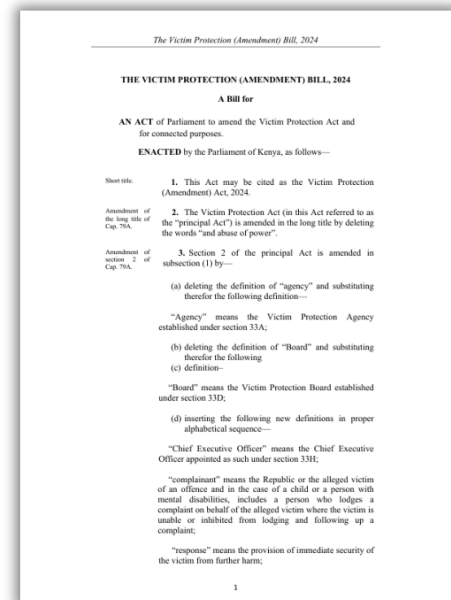 The Victim Protection (Amendment) Bill, 2024
THE VICTIM PROTECTION (AMENDMENT) BILL, 2024
A Bill for
AN ACT of Parliament to amend the Victim Protection Act and
for connected purposes.
ENACTED by the Parliament of Kenya, as follows—
Short title.
1. This Act may be cited as the Victim Protection
(Amendment) Act, 2024.
Amendment of
the long title of
Cap. 79A.
2. The Victim Protection Act (in this Act referred to as
the “principal Act”) is amended in the long title by deleting
the words “and abuse of power”.
Amendment of
section 2 of
Cap. 79A.
3. Section 2 of the principal Act is amended in
subsection (1) by—
(a) deleting the definition of “agency” and substituting
therefor the following definition—
“Agency” means the Victim Protection Agency
established under section 33A;
(b) deleting the definition of “Board” and substituting
therefor the following
(c) definition–
“Board” means the Victim Protection Board established
under section 33D;
(d) inserting the following new definitions in proper
alphabetical sequence—
“Chief Executive Officer” means the Chief Executive
Officer appointed as such under section 33H;
“complainant” means the Republic or the alleged victim
of an offence and in the case of a child or a person with
mental disabilities, includes a person who lodges a
complaint on behalf of the alleged victim where the victim is
unable or inhibited from lodging and following up a
complaint;
“response” means the provision of immediate security of
the victim from further harm;
1